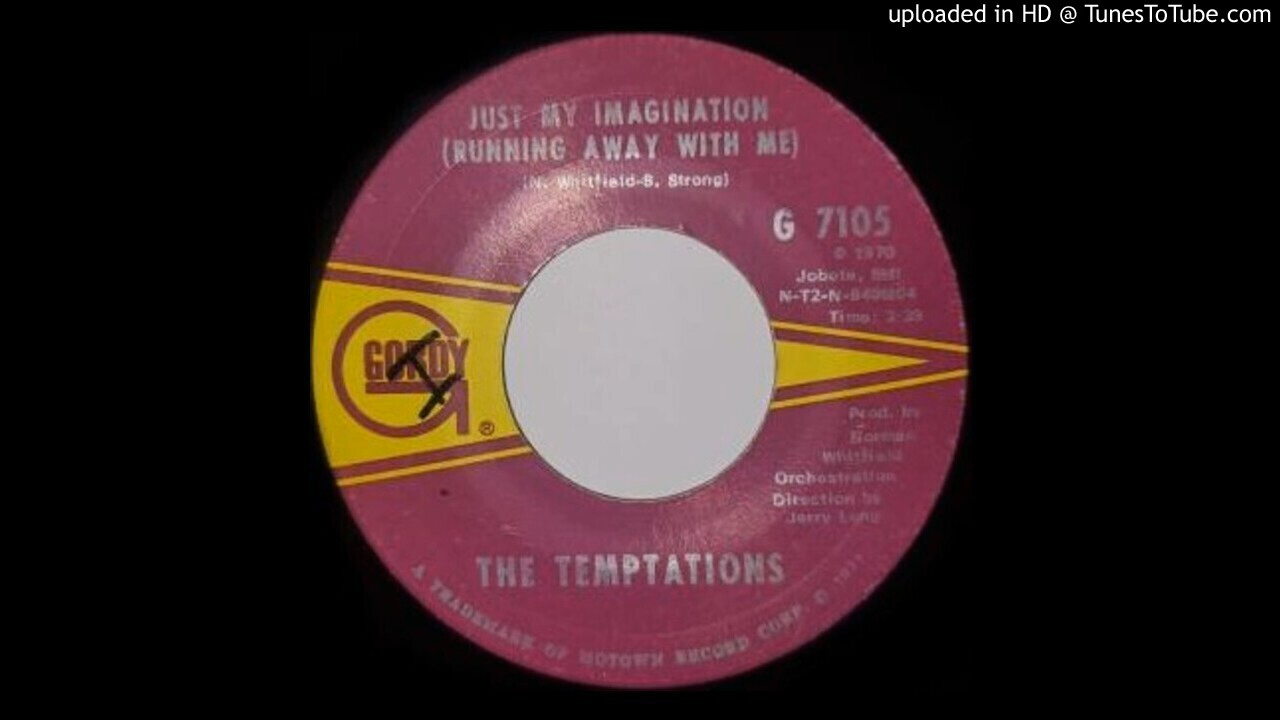 uploaded in HD @ TunesToTube.com
JUST MY IMAGINATION
(RUNNING AWAY WITH ME)
(N. Whitfield-B. Strong)
G 7105
℗ 1970
Jobete, BMI
N-T2-N
Time: 3:39
GORDY
®
Prod. by
Norman
Whitfield
Orchestration
Direction by
Jerry Long
THE TEMPTATIONS
A TRADEMARK OF MOTOWN RECORD CORP. © 1971